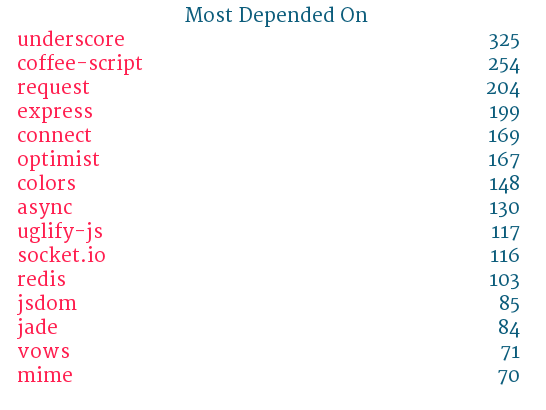 Most Depended On
underscore 325
coffee-script 254
request 204
express 199
connect 169
optimist 167
colors 148
async 130
uglify-js 117
socket.io 116
redis 103
jsdom 85
jade 84
vows 71
mime 70